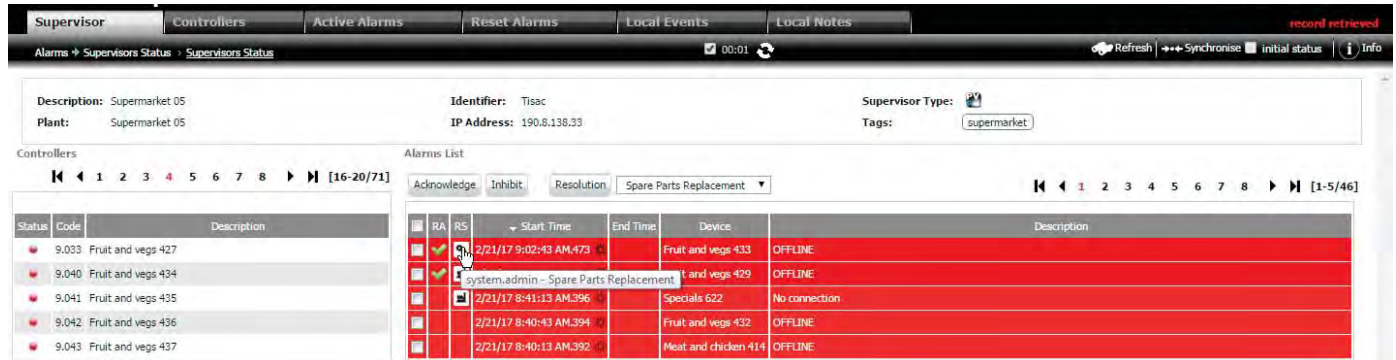 Supervisor Controllers Active Alarms Reset Alarms Local Events Local Notes record retrieved
Alarms Supervisors Status Supervisors Status 00:01 Refresh Synchronise initial status i Info
Description: Supermarket 05 Identifier: Tisac Supervisor Type:
Plant: Supermarket 05 IP Address: 190.8.138.33 Tags: supermarket
Controllers Alarms List
1 2 3 4 5 6 7 8 [16-20/71]
Acknowledge Inhibit Resolution Spare Parts Replacement 1 2 3 4 5 6 7 8 [1-5/46]
Status Code Description RA RS Start Time End Time Device Description
9.033 Fruit and vegs 427 2/21/17 9:02:43 AM.473 Fruit and vegs 433 OFFLINE
9.040 Fruit and vegs 434 and vegs 429 OFFLINE
system.admin - Spare Parts Replacement
9.041 Fruit and vegs 435 2/21/17 8:41:13 AM.396 Specials 622 No connection
9.042 Fruit and vegs 436 2/21/17 8:40:43 AM.394 Fruit and vegs 432 OFFLINE
9.043 Fruit and vegs 437 2/21/17 8:40:13 AM.392 Meat and chicken 414 OFFLINE